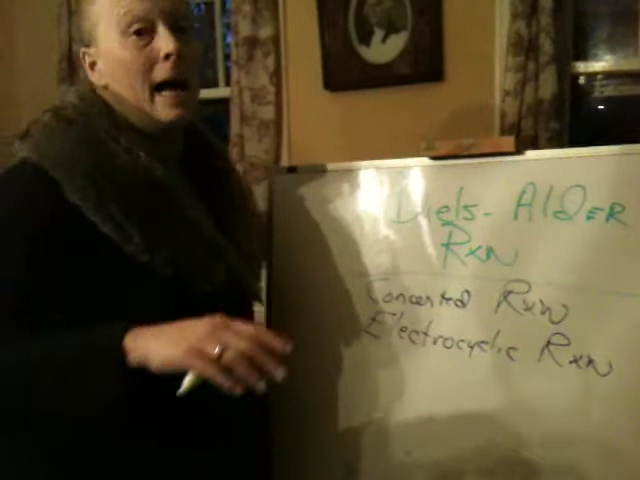 Diels-AlDER
Rxn
Concerted Rxn
Electrocyclic Rxn